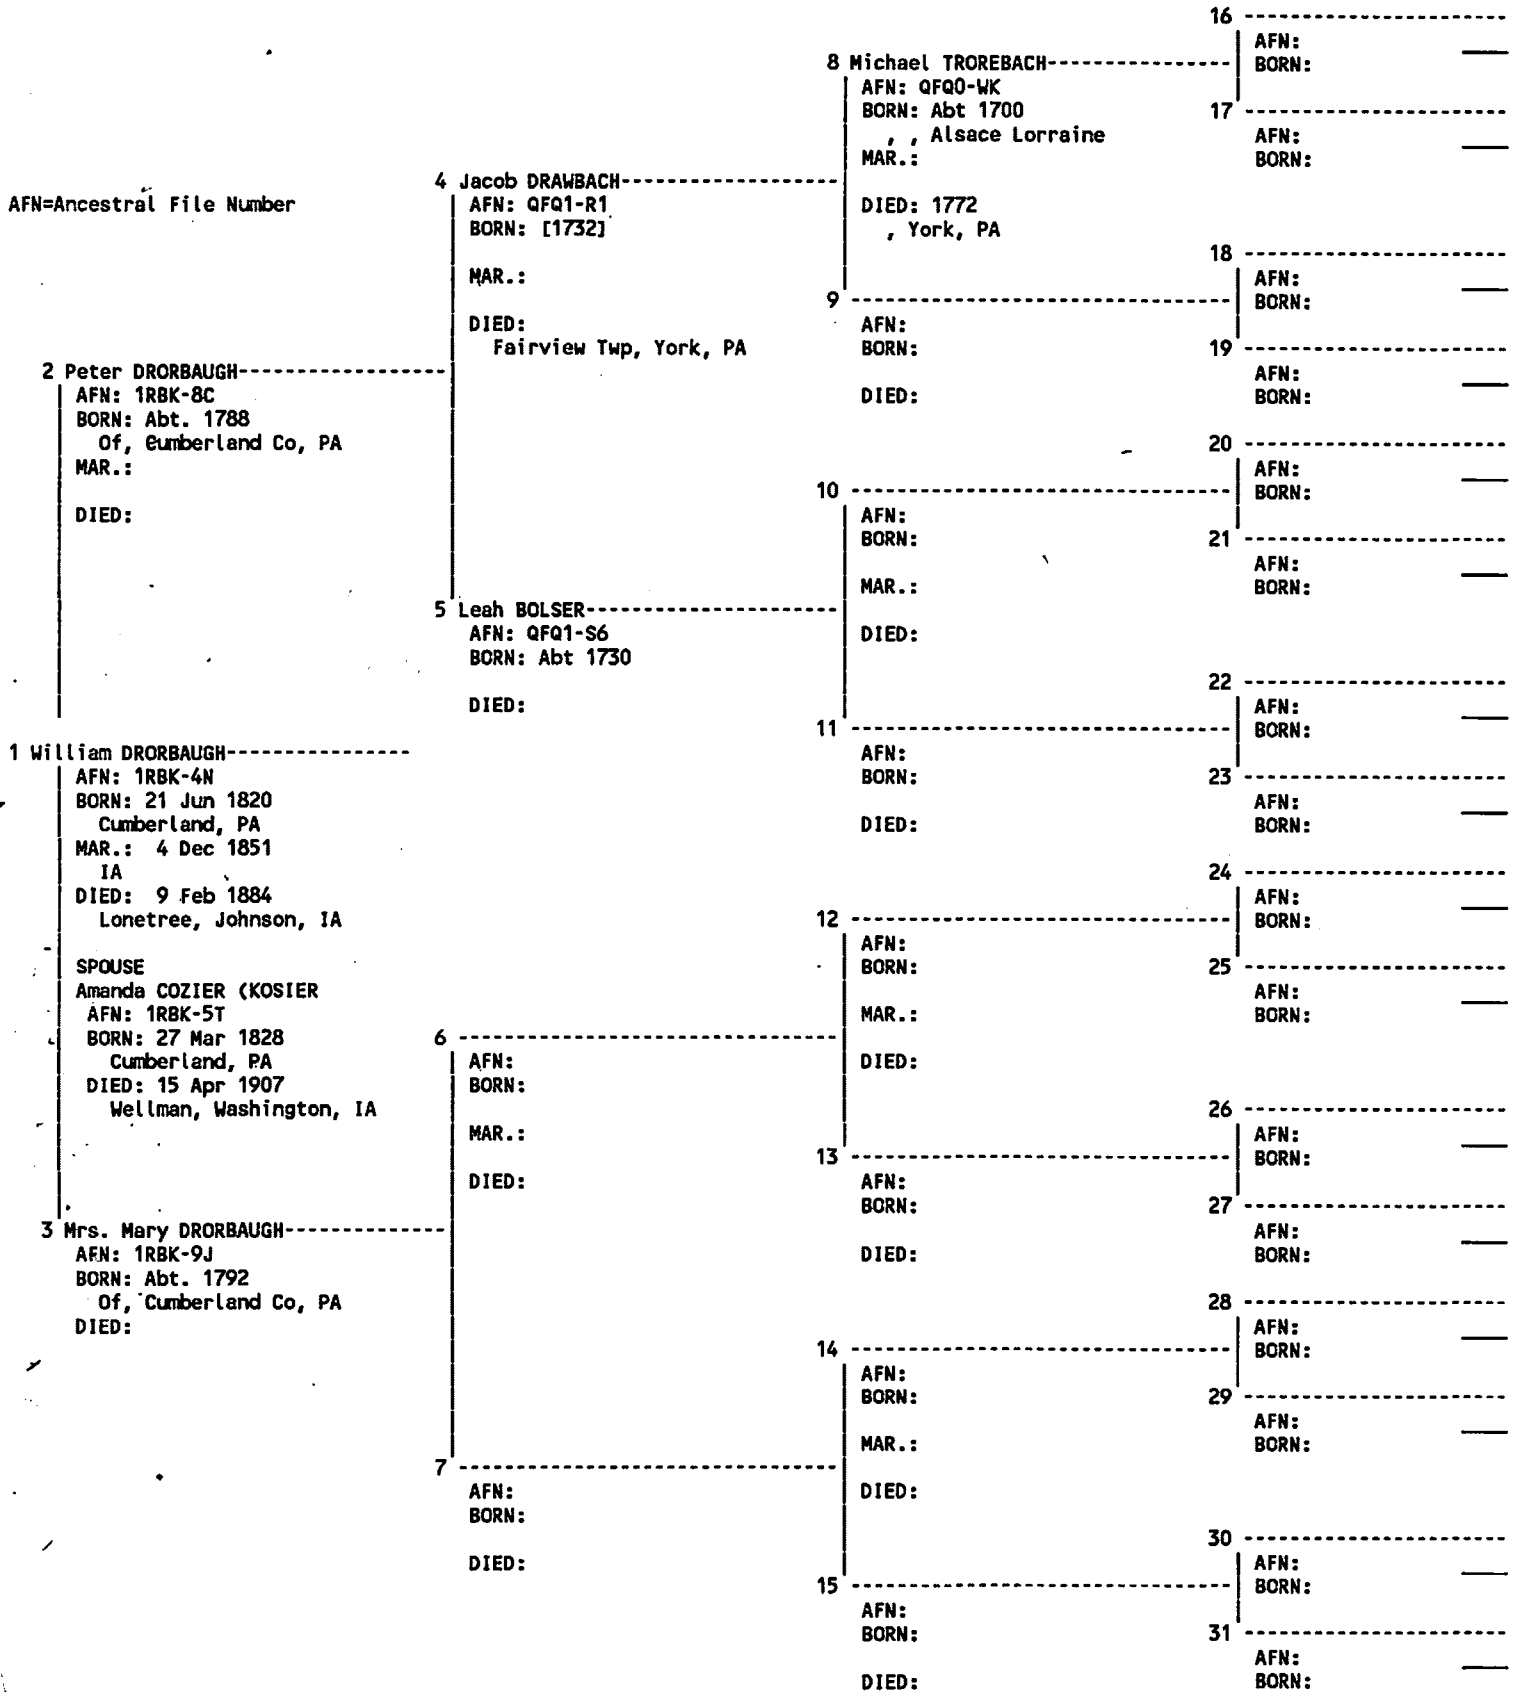 AFN=Ancestral File Number
1 William DRORBAUGH---------------
AFN: 1RBK-4N
BORN: 21 Jun 1820
Cumberland, PA
MAR.: 4 Dec 1851
IA
DIED: 9 Feb 1884
Lonetree, Johnson, IA
SPOUSE
Amanda COZIER (KOSIER
AFN: 1RBK-5T
BORN: 27 Mar 1828
Cumberland, PA
DIED: 15 Apr 1907
Wellman, Washington, IA
2 Peter DRORBAUGH-----------------
AFN: 1RBK-8C
BORN: Abt. 1788
Of, Cumberland Co, PA
MAR.:
DIED:
3 Mrs. Mary DRORBAUGH-------------
AFN: 1RBK-9J
BORN: Abt. 1792
Of, Cumberland Co, PA
DIED:
4 Jacob DRAWBACH------------------
AFN: QFQ1-R1
BORN: [1732]
MAR.:
DIED:
Fairview Twp, York, PA
5 Leah BOLSER---------------------
AFN: QFQ1-S6
BORN: Abt 1730
DIED:
6 --------------------------------
AFN:
BORN:
MAR.:
DIED:
7 --------------------------------
AFN:
BORN:
DIED:
8 Michael TROREBACH---------------
AFN: QFQ0-WK
BORN: Abt 1700
, , Alsace Lorraine
MAR.:
DIED: 1772
, York, PA
9 --------------------------------
AFN:
BORN:
DIED:
10 --------------------------------
AFN:
BORN:
MAR.:
DIED:
11 --------------------------------
AFN:
BORN:
DIED:
12 --------------------------------
AFN:
BORN:
MAR.:
DIED:
13 --------------------------------
AFN:
BORN:
DIED:
14 --------------------------------
AFN:
BORN:
MAR.:
DIED:
15 --------------------------------
AFN:
BORN:
DIED:
16 ----------------------
AFN:
BORN:
17 ----------------------
AFN:
BORN:
18 ----------------------
AFN:
BORN:
19 ----------------------
AFN:
BORN:
20 ----------------------
AFN:
BORN:
21 ----------------------
AFN:
BORN:
22 ----------------------
AFN:
BORN:
23 ----------------------
AFN:
BORN:
24 ----------------------
AFN:
BORN:
25 ----------------------
AFN:
BORN:
26 ----------------------
AFN:
BORN:
27 ----------------------
AFN:
BORN:
28 ----------------------
AFN:
BORN:
29 ----------------------
AFN:
BORN:
30 ----------------------
AFN:
BORN:
31 ----------------------
AFN:
BORN: